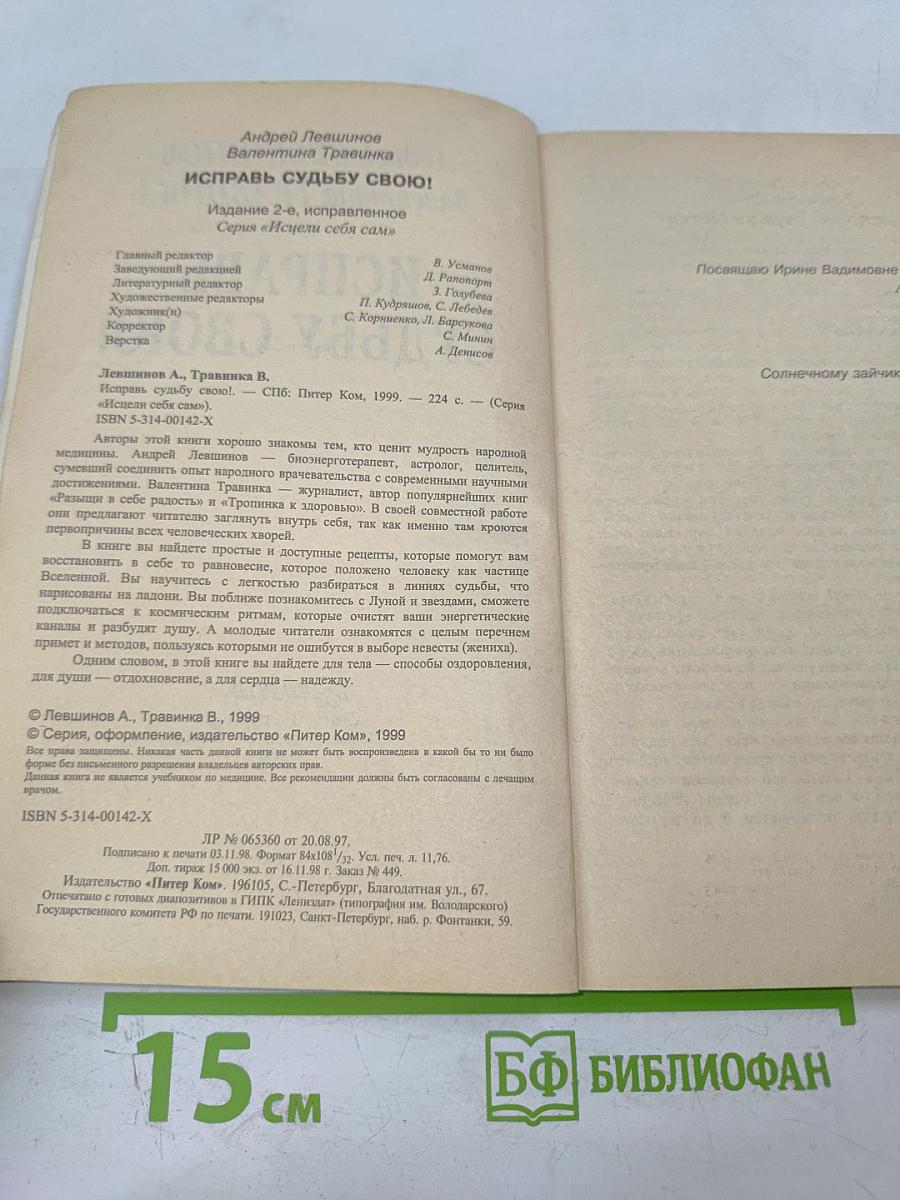 Андрей Левшинов
Валентина Травинка
ИСПРАВЬ СУДЬБУ СВОЮ!
Издание 2-е, исправленное
Серия «Исцели себя сам»
Главный редактор В. Усманов
Заведующий редакцией Д. Рапопорт
Литературный редактор З. Голубева
Художественные редакторы П. Кудряшов, С. Лебедев
Художник(и) С. Корниенко, Л. Барсукова
Корректор С. Минин
Верстка А. Денисов
Левшинов А., Травинка В.
Исправь судьбу свою!. — СПб: Питер Ком, 1999. — 224 с. — (Серия
«Исцели себя сам»).
ISBN 5-314-00142-X
Авторы этой книги хорошо знакомы тем, кто ценит мудрость народной
медицины. Андрей Левшинов — биоэнерготерапевт, астролог, целитель,
сумевший соединить опыт народного врачевательства с современными научными
достижениями. Валентина Травинка — журналист, автор популярнейших книг
«Разыщи в себе радость» и «Тропинка к здоровью». В своей совместной работе
они предлагают читателю заглянуть внутрь себя, так как именно там кроются
первопричины всех человеческих хворей.
В книге вы найдете простые и доступные рецепты, которые помогут вам
восстановить в себе то равновесие, которое положено человеку как частице
Вселенной. Вы научитесь с легкостью разбираться в линиях судьбы, что
нарисованы на ладони. Вы поближе познакомитесь с Луной и звездами, сможете
подключаться к космическим ритмам, которые очистят ваши энергетические
каналы и разбудят душу. А молодые читатели ознакомятся с целым перечнем
примет и методов, пользуясь которыми не ошибутся в выборе невесты (жениха).
Одним словом, в этой книге вы найдете для тела — способы оздоровления,
для души — отдохновение, а для сердца — надежду.
© Левшинов А., Травинка В., 1999
© Серия, оформление, издательство «Питер Ком», 1999
Все права защищены. Никакая часть данной книги не может быть воспроизведена в какой бы то ни было
форме без письменного разрешения владельцев авторских прав.
Данная книга не является учебником по медицине. Все рекомендации должны быть согласованы с лечащим
врачом.
ISBN 5-314-00142-X
ЛР № 065360 от 20.08.97.
Подписано к печати 03.11.98. Формат 84х108 1/32. Усл. печ. л. 11,76.
Доп. тираж 15 000 экз. от 16.11.98 г. Заказ № 449.
Издательство «Питер Ком». 196105, С.-Петербург, Благодатная ул., 67.
Отпечатано с готовых диапозитивов в ГИПК «Лениздат» (типография им. Володарского)
Государственного комитета РФ по печати. 191023, Санкт-Петербург, наб. р. Фонтанки, 59.
Посвящаю Ирине Вадимовне
Солнечному зайчик
15 см
БФ БИБЛИОФАН